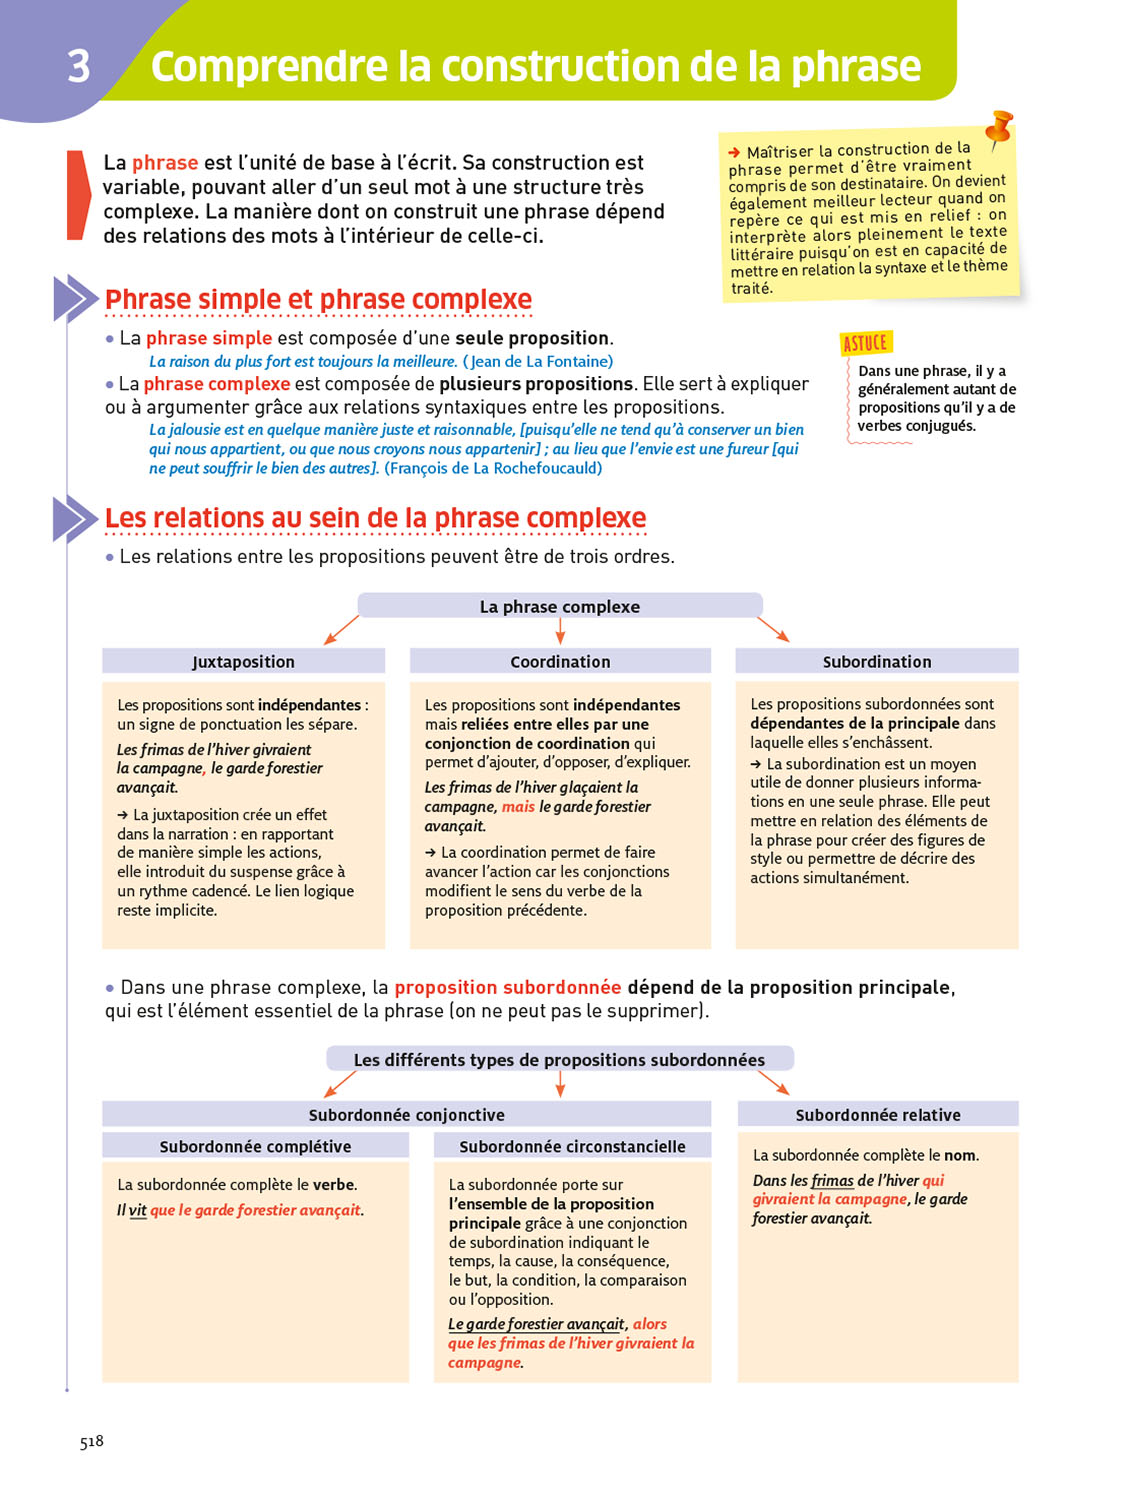 3
Comprendre la construction de la phrase
La phrase est l’unité de base à l’écrit. Sa construction est
variable, pouvant aller d’un seul mot à une structure très
complexe. La manière dont on construit une phrase dépend
des relations des mots à l’intérieur de celle-ci.
➔ Maîtriser la construction de la
phrase permet d’être vraiment
compris de son destinataire. On devient
également meilleur lecteur quand on
repère ce qui est mis en relief : on
interprète alors pleinement le texte
littéraire puisqu’on est en capacité de
mettre en relation la syntaxe et le thème
traité.
Phrase simple et phrase complexe
• La phrase simple est composée d’une seule proposition.
La raison du plus fort est toujours la meilleure. (Jean de La Fontaine)
• La phrase complexe est composée de plusieurs propositions. Elle sert à expliquer
ou à argumenter grâce aux relations syntaxiques entre les propositions.
La jalousie est en quelque manière juste et raisonnable, [puisqu’elle ne tend qu’à conserver un bien
qui nous appartient, ou que nous croyons nous appartenir] ; au lieu que l’envie est une fureur [qui
ne peut souffrir le bien des autres]. (François de La Rochefoucauld)
ASTUCE
Dans une phrase, il y a
généralement autant de
propositions qu’il y a de
verbes conjugués.
Les relations au sein de la phrase complexe
• Les relations entre les propositions peuvent être de trois ordres.
La phrase complexe
Juxtaposition
Les propositions sont indépendantes :
un signe de ponctuation les sépare.
Les frimas de l’hiver givraient
la campagne, le garde forestier
avançait.
➔ La juxtaposition crée un effet
dans la narration : en rapportant
de manière simple les actions,
elle introduit du suspense grâce à
un rythme cadencé. Le lien logique
reste implicite.
Coordination
Les propositions sont indépendantes
mais reliées entre elles par une
conjonction de coordination qui
permet d’ajouter, d’opposer, d’expliquer.
Les frimas de l’hiver glaçaient la
campagne, mais le garde forestier
avançait.
➔ La coordination permet de faire
avancer l’action car les conjonctions
modifient le sens du verbe de la
proposition précédente.
Subordination
Les propositions subordonnées sont
dépendantes de la principale dans
laquelle elles s’enchâssent.
➔ La subordination est un moyen
utile de donner plusieurs informa-
tions en une seule phrase. Elle peut
mettre en relation des éléments de
la phrase pour créer des figures de
style ou permettre de décrire des
actions simultanément.
• Dans une phrase complexe, la proposition subordonnée dépend de la proposition principale,
qui est l’élément essentiel de la phrase (on ne peut pas le supprimer).
Les différents types de propositions subordonnées
Subordonnée conjonctive
Subordonnée complétive
La subordonnée complète le verbe.
Il vit que le garde forestier avançait.
Subordonnée circonstancielle
La subordonnée porte sur
l’ensemble de la proposition
principale grâce à une conjonction
de subordination indiquant le
temps, la cause, la conséquence,
le but, la condition, la comparaison
ou l’opposition.
Le garde forestier avançait, alors
que les frimas de l’hiver givraient la
campagne.
Subordonnée relative
La subordonnée complète le nom.
Dans les frimas de l’hiver qui
givraient la campagne, le garde
forestier avançait.
518